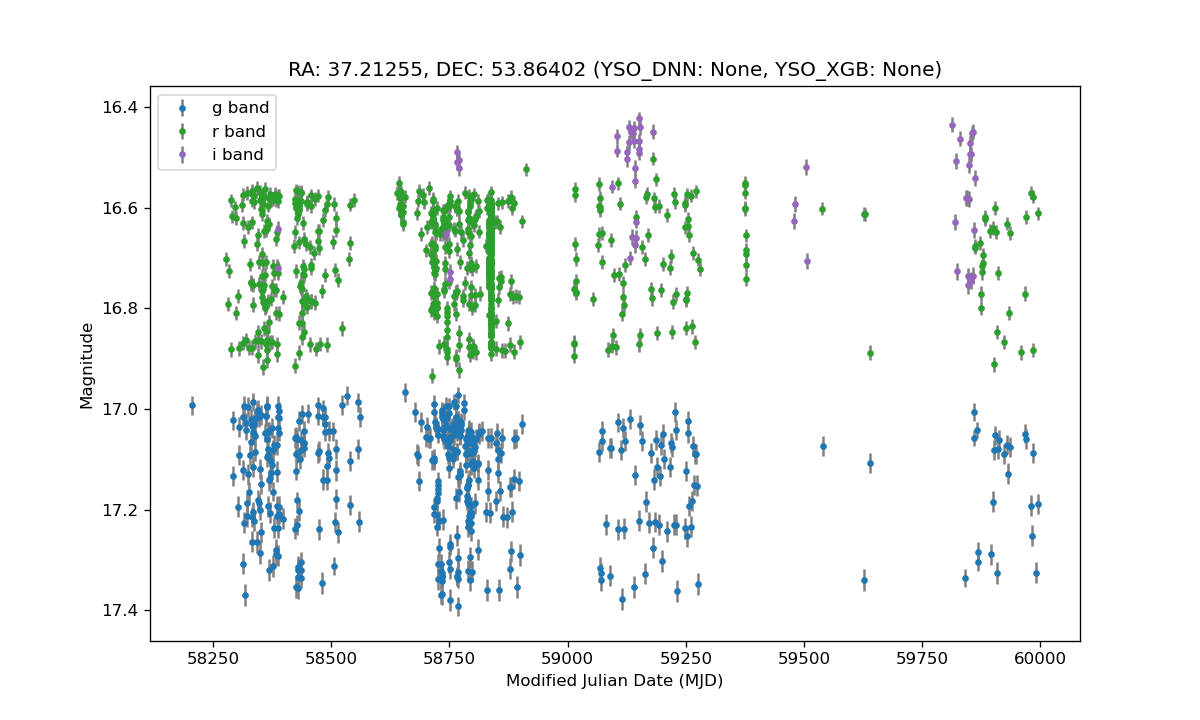 RA: 37.21255, DEC: 53.86402 (YSO_DNN: None, YSO_XGB: None)
g band
r band
i band
16.4
16.6
16.8
17.0
17.2
17.4
Magnitude
58250 58500 58750 59000 59250 59500 59750 60000
Modified Julian Date (MJD)